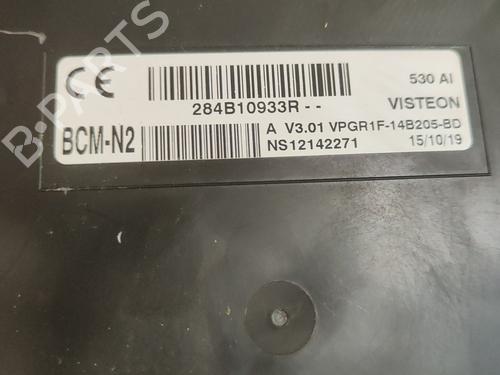 CE
530 AI
284B10933R--
VISTEON
BCM-N2
A V3.01 VPGR1F-14B205-BD
NS12142271
15/10/19
B-PARTS